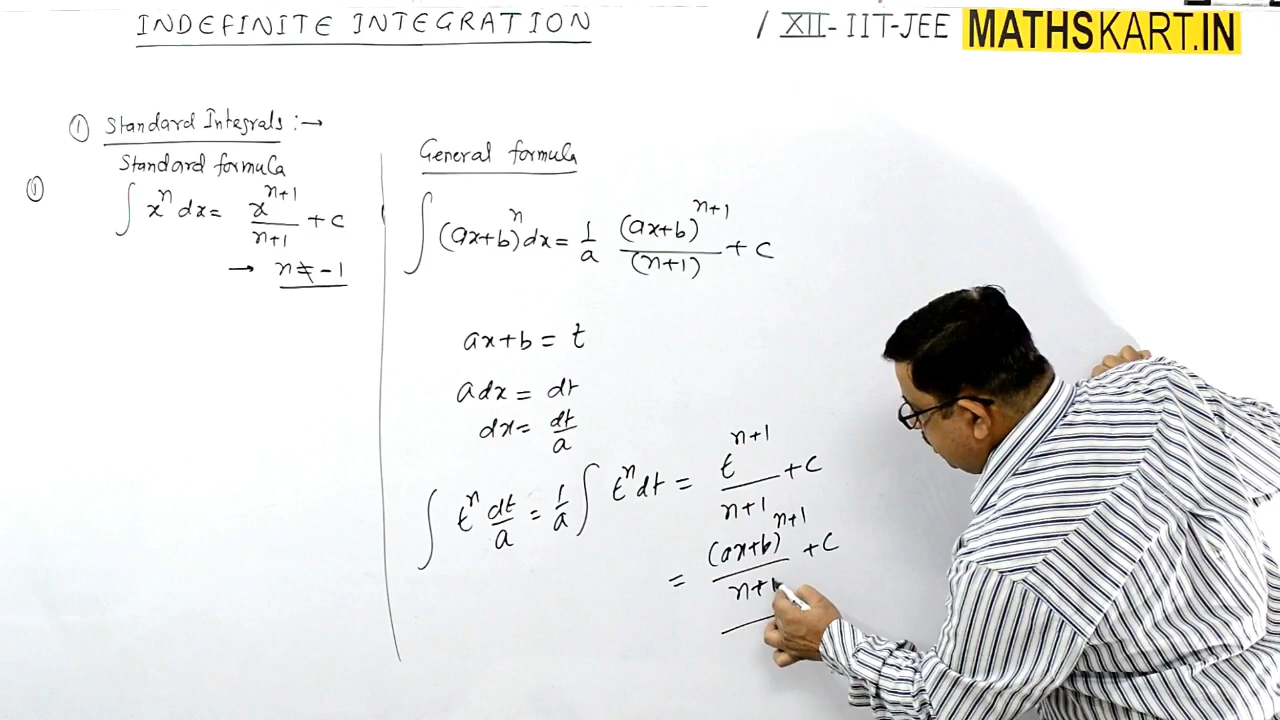 INDEFINITE INTEGRATION
/ XII - IIT-JEE MATHSKART.IN
① Standard Integrals :→
Standard formula
①
∫ xⁿ dx = xⁿ⁺¹/n+1 + c
→ n ≠ -1
General formula
∫ (ax+b)ⁿ dx = 1/a (ax+b)ⁿ⁺¹/(n+1) + c
ax+b = t
adx = dt
dx = dt/a
∫ tⁿ dt/a = 1/a ∫ tⁿ dt = tⁿ⁺¹/n+1 + c
= (ax+b)ⁿ⁺¹/n+1 + c